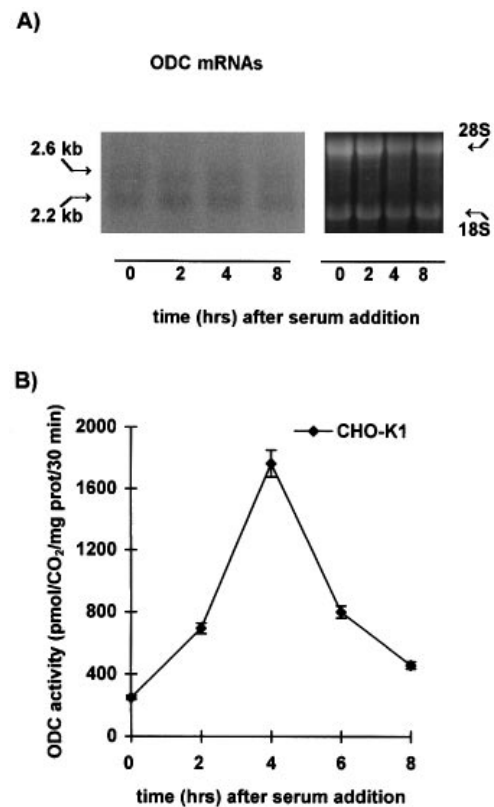 A)
ODC mRNAs
2.6 kb
2.2 kb
28S
18S
0 2 4 8
0 2 4 8
time (hrs) after serum addition
B)
ODC activity (pmol/CO₂/mg prot/30 min)
2000
1600
800
400
0
CHO-K1
0 2 4 6 8
time (hrs) after serum addition